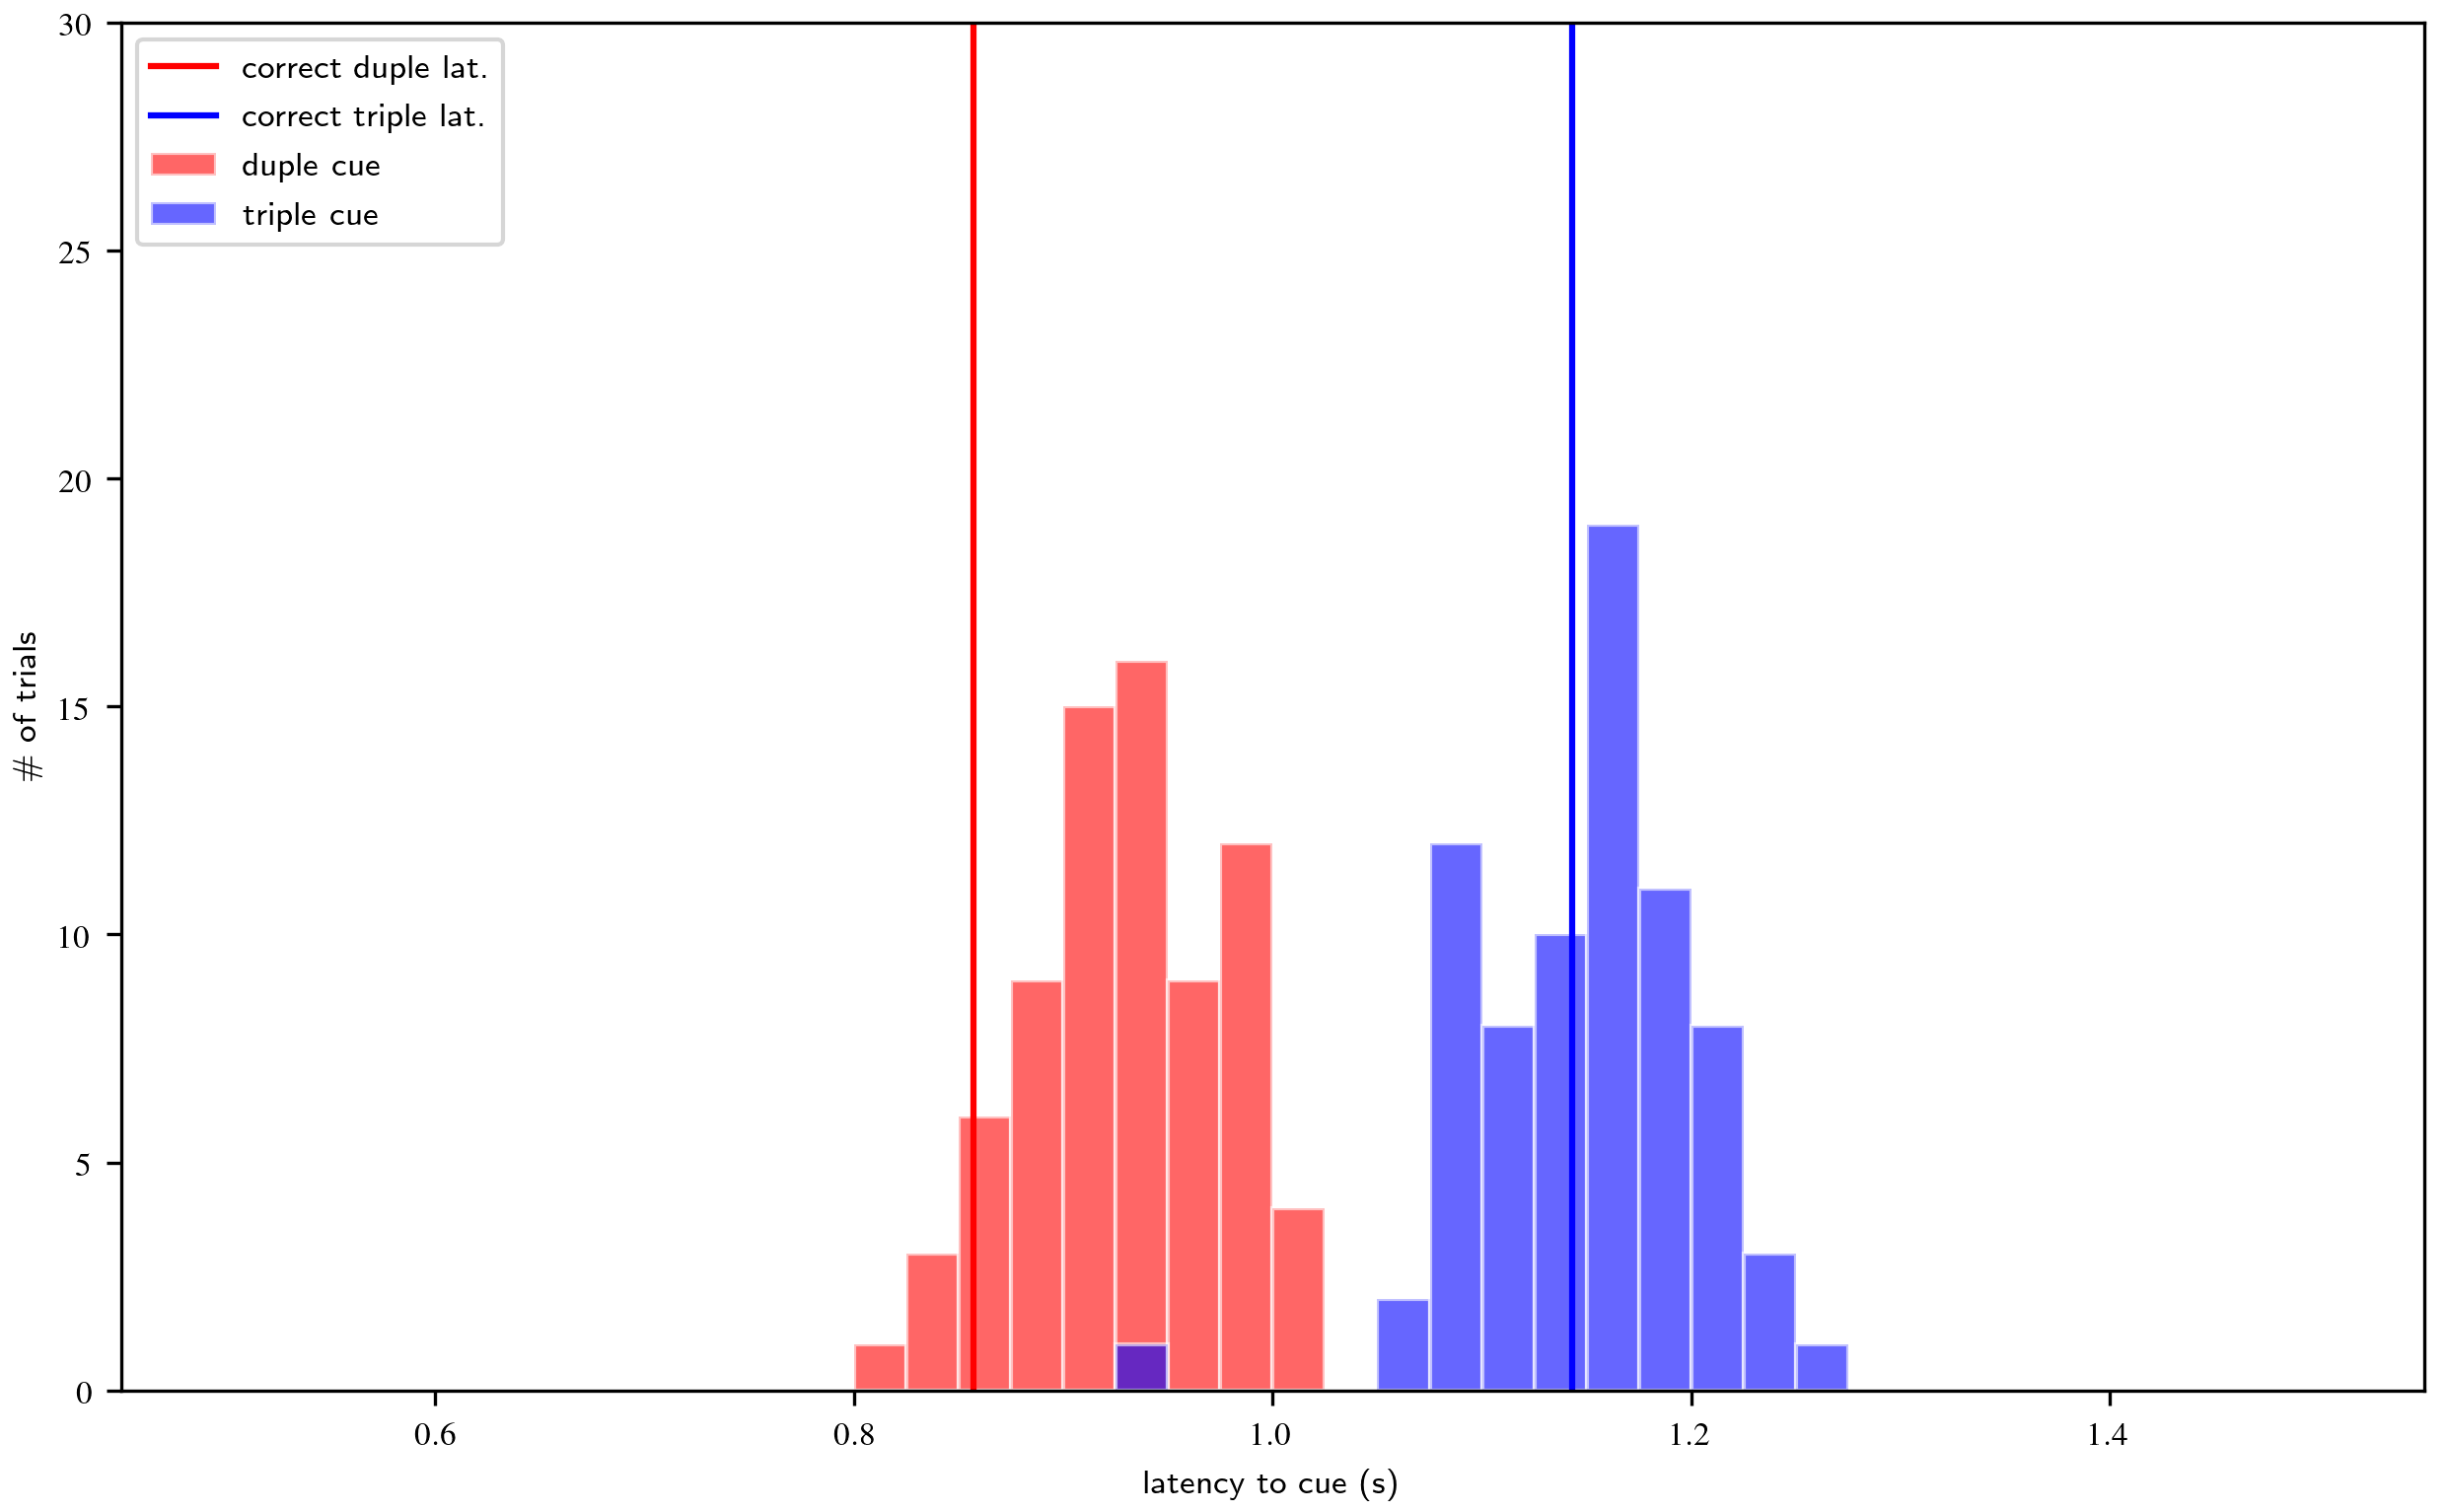 30
25
20
15
10
5
0
# of trials
correct duple lat.
correct triple lat.
duple cue
triple cue
0.6
0.8
1.0
1.2
1.4
latency to cue (s)